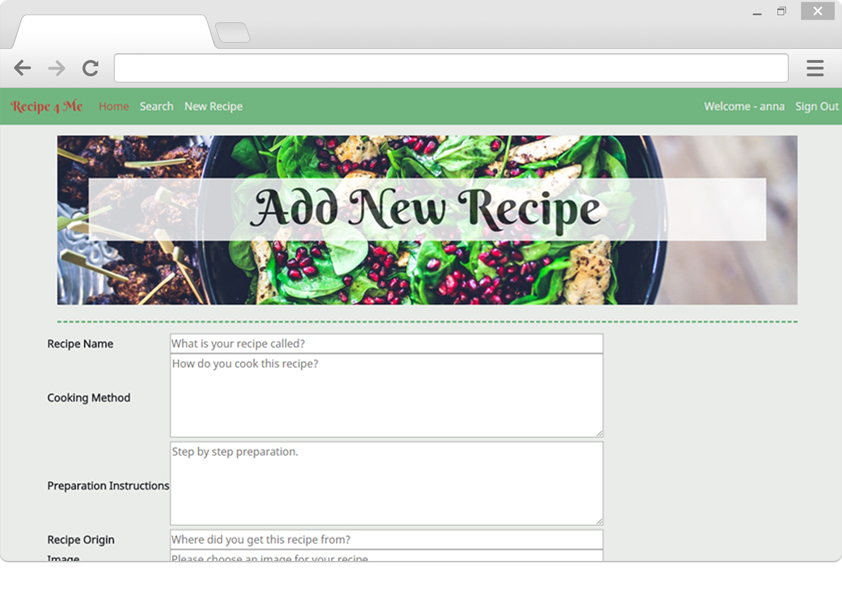 Recipe 4 Me Home Search New Recipe Welcome - anna Sign Out
Add New Recipe
Recipe Name What is your recipe called?
How do you cook this recipe?
Cooking Method
Step by step preparation.
Preparation Instructions
Recipe Origin Where did you get this recipe from?
Image Please choose an image for your recipe